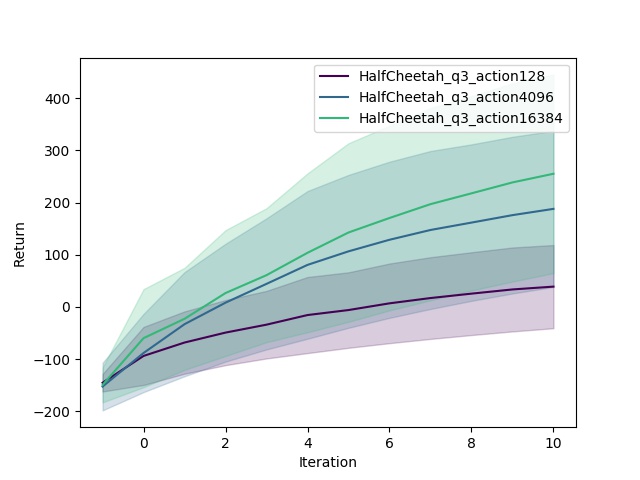 HalfCheetah_q3_action128
HalfCheetah_q3_action4096
HalfCheetah_q3_action16384
400
300
200
100
0
−100
−200
Return
0
2
4
6
8
10
Iteration